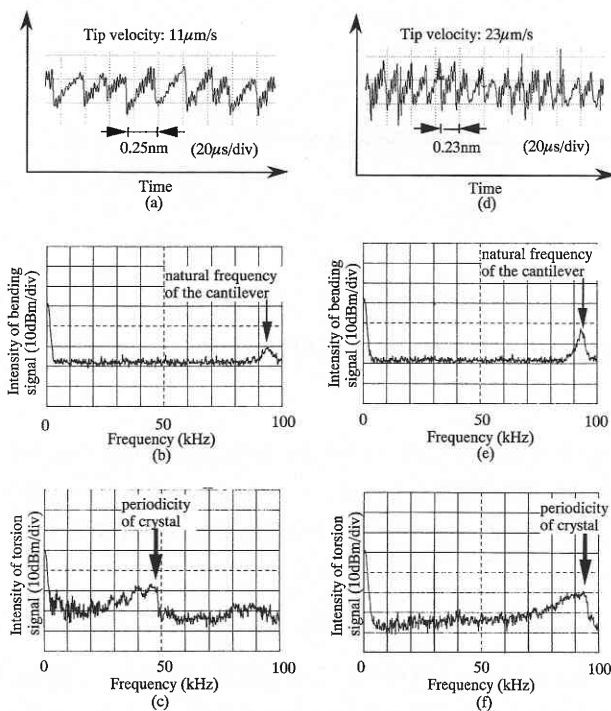 Tip velocity: 11μm/s
0.25nm
(20μs/div)
Time
(a)
Intensity of bending
signal (10dBm/div)
natural frequency
of the cantilever
0
50
100
Frequency (kHz)
(b)
Intensity of torsion
signal (10dBm/div)
periodicity
of crystal
0
50
100
Frequency (kHz)
(c)
Tip velocity: 23μm/s
0.23nm
(20μs/div)
Time
(d)
Intensity of bending
signal (10dBm/div)
natural frequency
of the cantilever
0
50
100
Frequency (kHz)
(e)
Intensity of torsion
signal (10dBm/div)
periodicity
of crystal
0
50
100
Frequency (kHz)
(f)